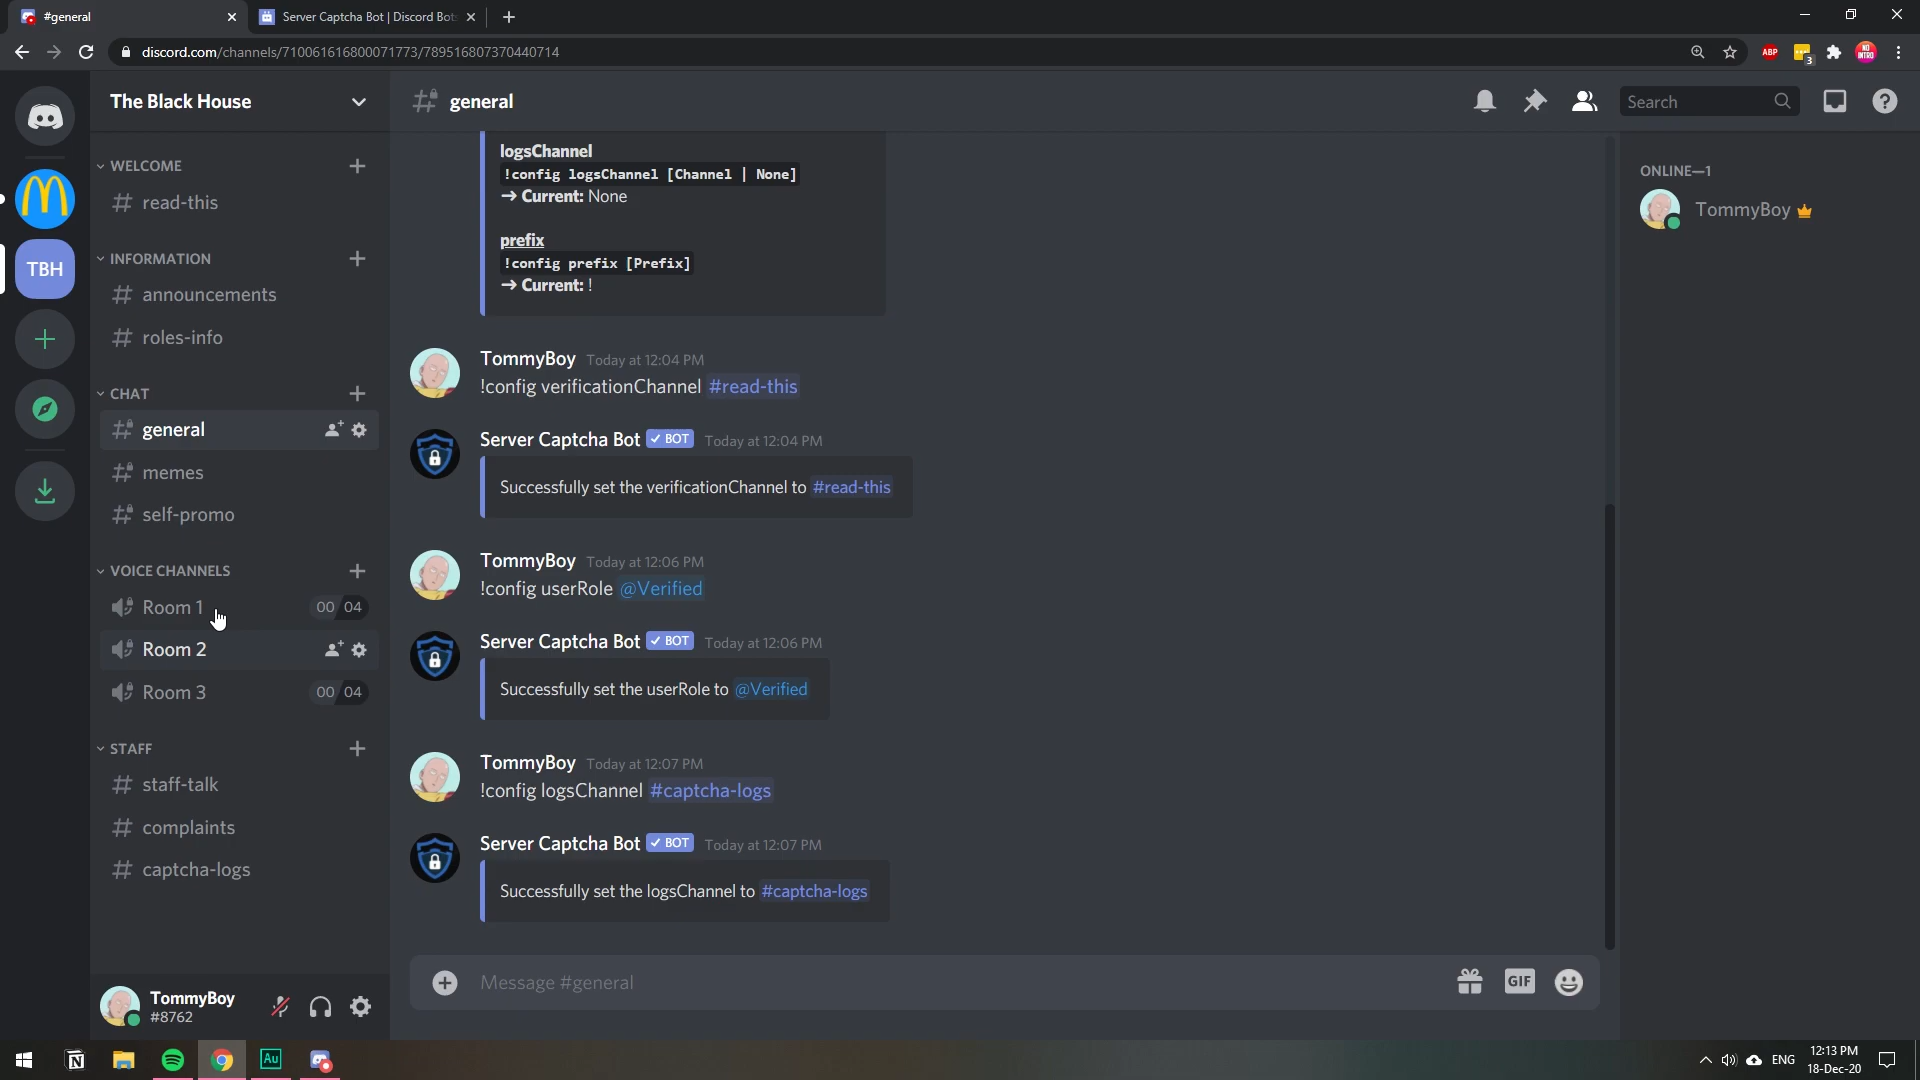 #general
Server Captcha Bot | Discord Bots
discord.com/channels/710061616800071773/789516807370440714
ABP
3
NO INTRO
The Black House
general
Search
TBH
WELCOME
read-this
INFORMATION
announcements
roles-info
CHAT
general
memes
self-promo
VOICE CHANNELS
Room 1
00 04
Room 2
Room 3
00 04
STAFF
staff-talk
complaints
captcha-logs
TommyBoy
#8762
logsChannel
!config logsChannel [Channel | None]
→ Current: None
prefix
!config prefix [Prefix]
→ Current: !
TommyBoy Today at 12:04 PM
!config verificationChannel #read-this
Server Captcha Bot ✓ BOT Today at 12:04 PM
Successfully set the verificationChannel to #read-this
TommyBoy Today at 12:06 PM
!config userRole @Verified
Server Captcha Bot ✓ BOT Today at 12:06 PM
Successfully set the userRole to @Verified
TommyBoy Today at 12:07 PM
!config logsChannel #captcha-logs
Server Captcha Bot ✓ BOT Today at 12:07 PM
Successfully set the logsChannel to #captcha-logs
Message #general
GIF
ONLINE—1
TommyBoy
Au
ENG
12:13 PM
18-Dec-20